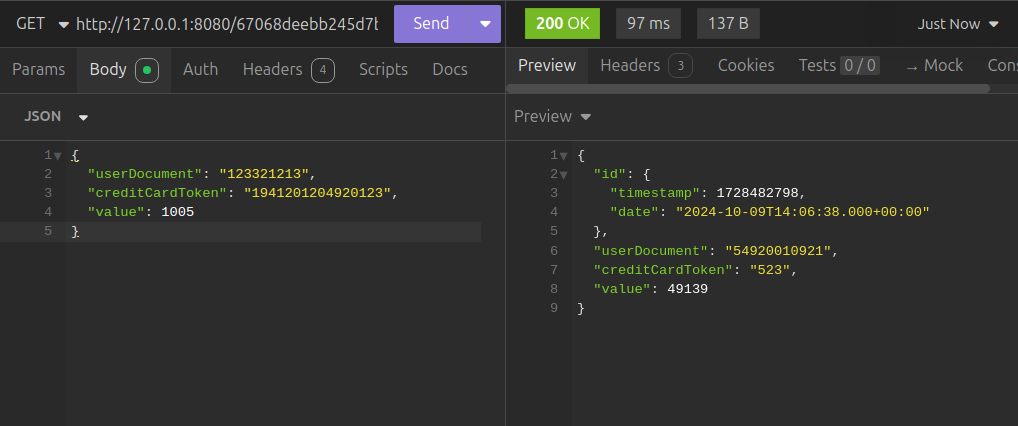 GET http://127.0.0.1:8080/67068deebb245d7b Send 200 OK 97 ms 137 B Just Now
Params Body Auth Headers 4 Scripts Docs Preview Headers 3 Cookies Tests 0 / 0 → Mock Cons
JSON Preview
1 {
2 "userDocument": "123321213",
3 "creditCardToken": "1941201204920123",
4 "value": 1005
5 }
1 {
2 "id": {
3 "timestamp": 1728482798,
4 "date": "2024-10-09T14:06:38.000+00:00"
5 },
6 "userDocument": "54920010921",
7 "creditCardToken": "523",
8 "value": 49139
9 }